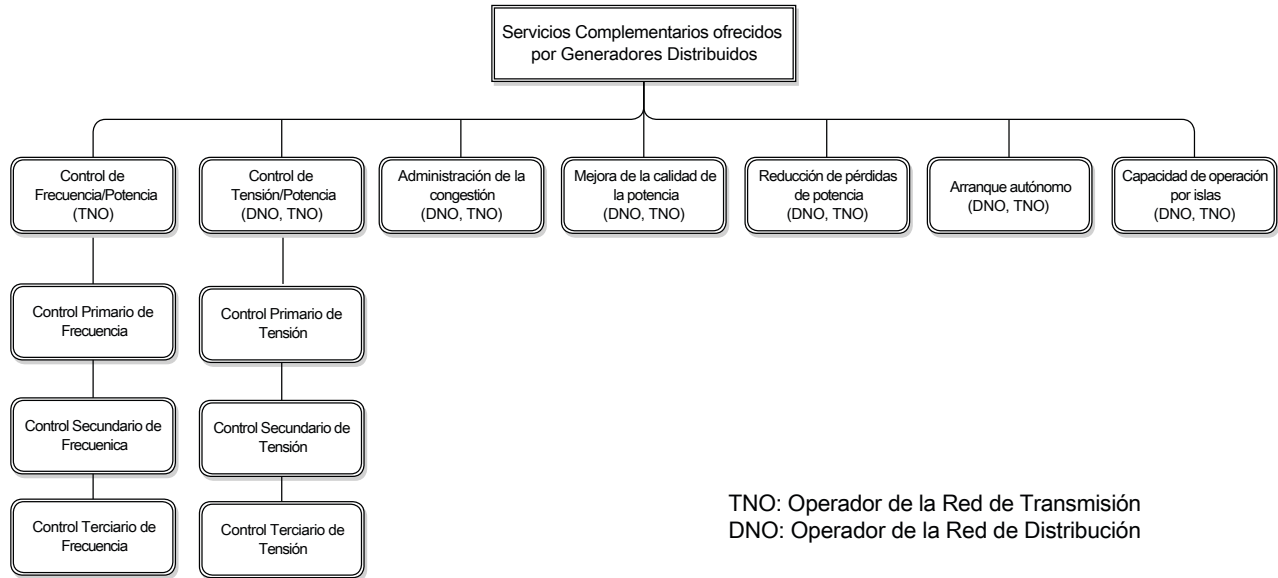 Servicios Complementarios ofrecidos
por Generadores Distribuidos
Control de
Frecuencia/Potencia
(TNO)
Control de
Tensión/Potencia
(DNO, TNO)
Administración de la
congestión
(DNO, TNO)
Mejora de la calidad de
la potencia
(DNO, TNO)
Reducción de pérdidas
de potencia
(DNO, TNO)
Arranque autónomo
(DNO, TNO)
Capacidad de operación
por islas
(DNO, TNO)
Control Primario de
Frecuencia
Control Primario de
Tensión
Control Secundario de
Frecuenica
Control Secundario de
Tensión
Control Terciario de
Frecuencia
Control Terciario de
Tensión
TNO: Operador de la Red de Transmisión
DNO: Operador de la Red de Distribución